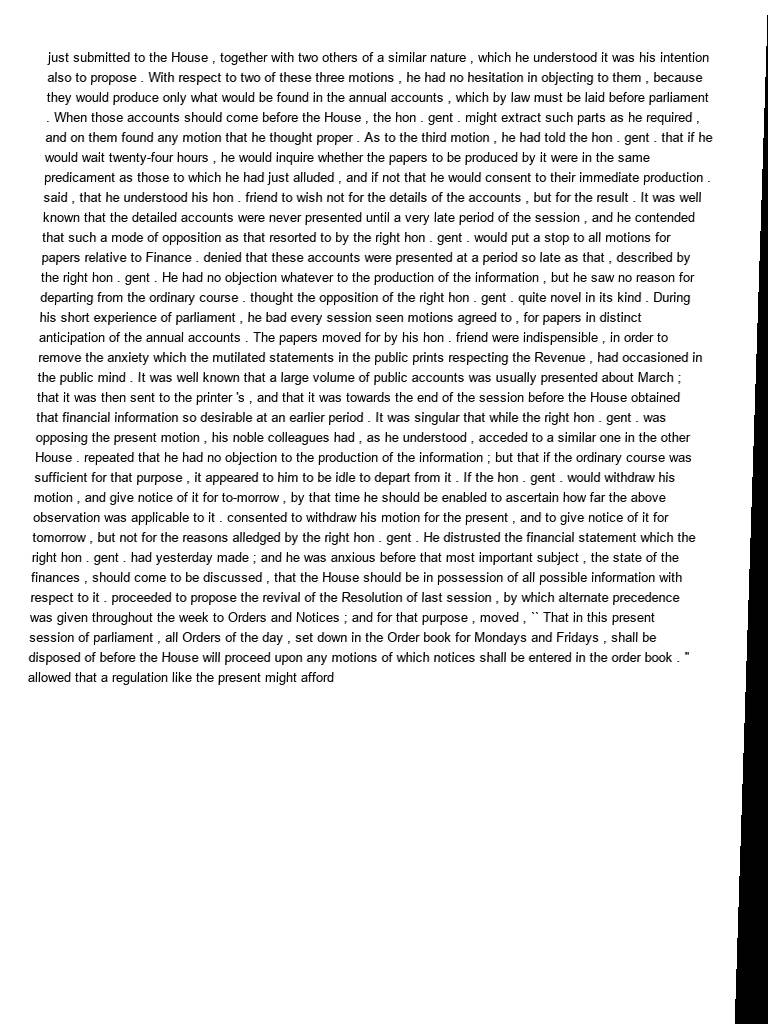 just submitted to the House , together with two others of a similar nature , which he understood it was his intention
also to propose . With respect to two of these three motions , he had no hesitation in objecting to them , because
they would produce only what would be found in the annual accounts , which by law must be laid before parliament
. When those accounts should come before the House , the hon . gent . might extract such parts as he required ,
and on them found any motion that he thought proper . As to the third motion , he had told the hon . gent . that if he
would wait twenty-four hours , he would inquire whether the papers to be produced by it were in the same
predicament as those to which he had just alluded , and if not that he would consent to their immediate production .
said , that he understood his hon . friend to wish not for the details of the accounts , but for the result . It was well
known that the detailed accounts were never presented until a very late period of the session , and he contended
that such a mode of opposition as that resorted to by the right hon . gent . would put a stop to all motions for
papers relative to Finance . denied that these accounts were presented at a period so late as that , described by
the right hon . gent . He had no objection whatever to the production of the information , but he saw no reason for
departing from the ordinary course . thought the opposition of the right hon . gent . quite novel in its kind . During
his short experience of parliament , he bad every session seen motions agreed to , for papers in distinct
anticipation of the annual accounts . The papers moved for by his hon . friend were indispensible , in order to
remove the anxiety which the mutilated statements in the public prints respecting the Revenue , had occasioned in
the public mind . It was well known that a large volume of public accounts was usually presented about March ;
that it was then sent to the printer 's , and that it was towards the end of the session before the House obtained
that financial information so desirable at an earlier period . It was singular that while the right hon . gent . was
opposing the present motion , his noble colleagues had , as he understood , acceded to a similar one in the other
House . repeated that he had no objection to the production of the information ; but that if the ordinary course was
sufficient for that purpose , it appeared to him to be idle to depart from it . If the hon . gent . would withdraw his
motion , and give notice of it for to-morrow , by that time he should be enabled to ascertain how far the above
observation was applicable to it . consented to withdraw his motion for the present , and to give notice of it for
tomorrow , but not for the reasons alledged by the right hon . gent . He distrusted the financial statement which the
right hon . gent . had yesterday made ; and he was anxious before that most important subject , the state of the
finances , should come to be discussed , that the House should be in possession of all possible information with
respect to it . proceeded to propose the revival of the Resolution of last session , by which alternate precedence
was given throughout the week to Orders and Notices ; and for that purpose , moved , `` That in this present
session of parliament , all Orders of the day , set down in the Order book for Mondays and Fridays , shall be
disposed of before the House will proceed upon any motions of which notices shall be entered in the order book . "
allowed that a regulation like the present might afford